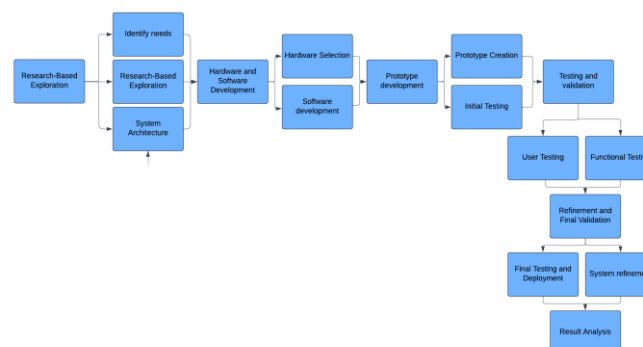 Research-Based
Exploration
Identify needs
Research-Based
Exploration
System
Architecture
Hardware and
Software
Development
Hardware Selection
Software
development
Prototype
development
Prototype Creation
Initial Testing
Testing and
validation
User Testing
Functional Testi
Refinement and
Final Validation
Final Testing and
Deployment
System refineme
Result Analysis